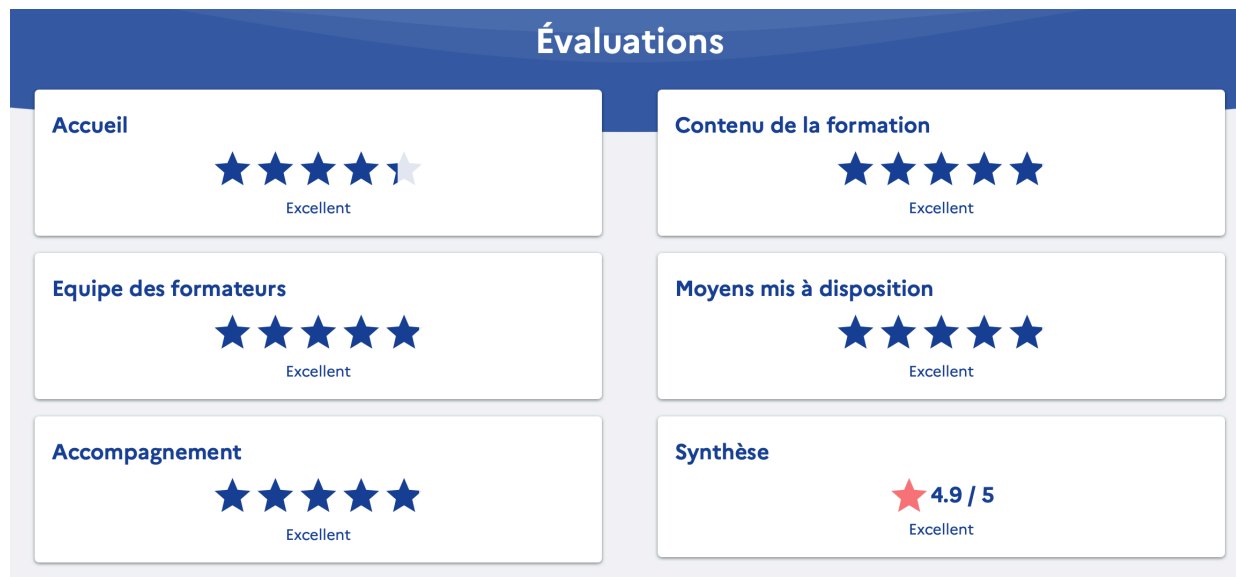 Évaluations
Accueil
Excellent
Contenu de la formation
Excellent
Equipe des formateurs
Excellent
Moyens mis à disposition
Excellent
Accompagnement
Excellent
Synthèse
4.9 / 5
Excellent